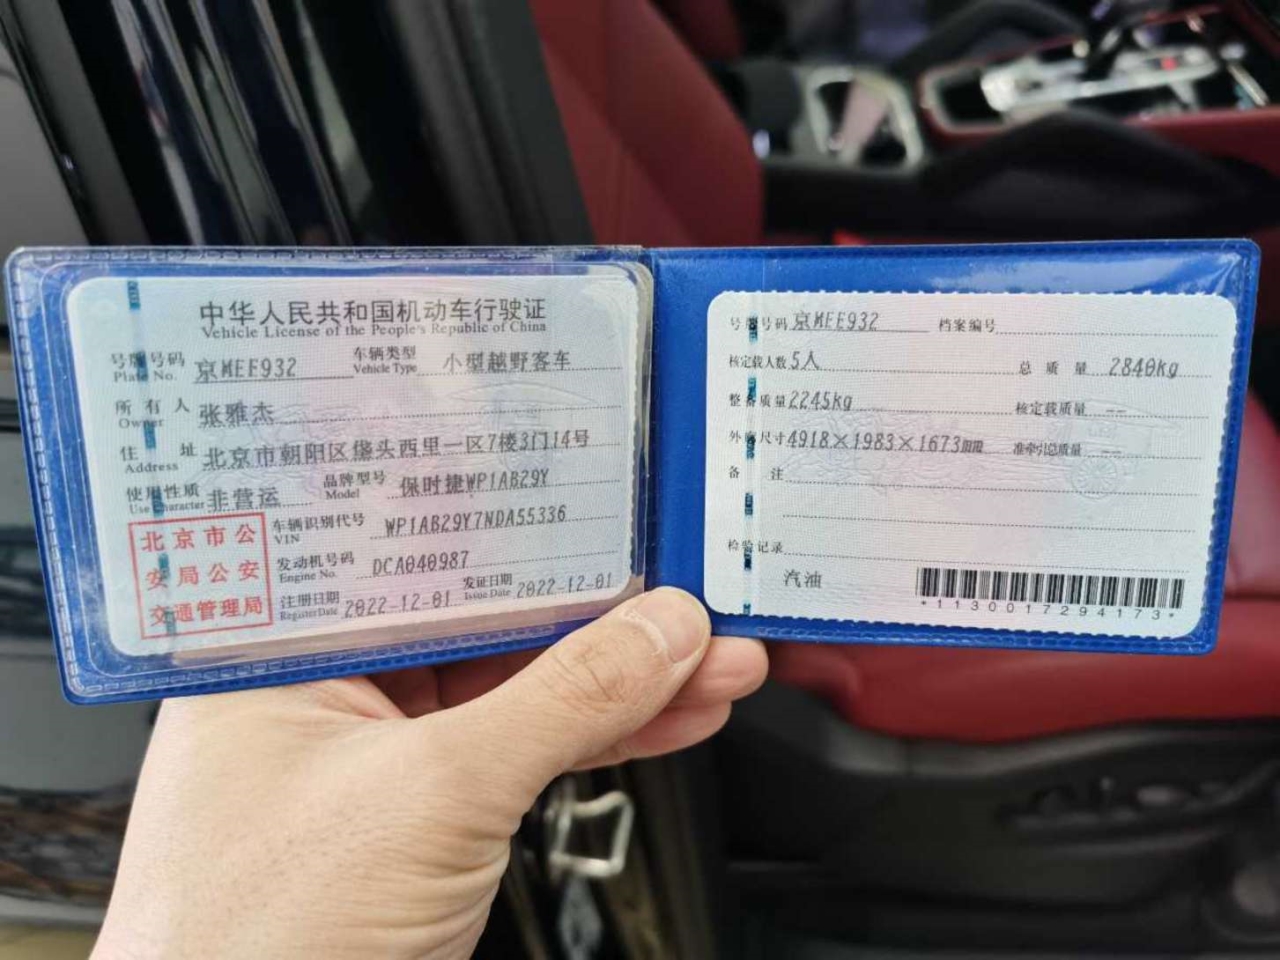 中华人民共和国机动车行驶证
Vehicle License of the People's Republic of China
号牌号码 京MEE932 车辆类型 小型越野客车
Plate No. Vehicle Type
所有人 张雅杰
Owner
住址 北京市朝阳区垡头西里一区7楼3门14号
Address
使用性质 非营运 品牌型号 保时捷WP1AB29Y
Use Character Model
北京市公安局公安交通管理局
车辆识别代号 WP1AB29Y7NDA55336
VIN
发动机号码 DCA040987
Engine No.
注册日期 2022-12-01 发证日期 2022-12-01
Register Date Issue Date
号牌号码 京MEE932 档案编号
核定载人数 5人 总质量 2840kg
整备质量 2245kg 核定载质量 --
外廓尺寸 4918×1983×1673mm 准牵引总质量 --
备注
检验记录
汽油
*1130017294173*